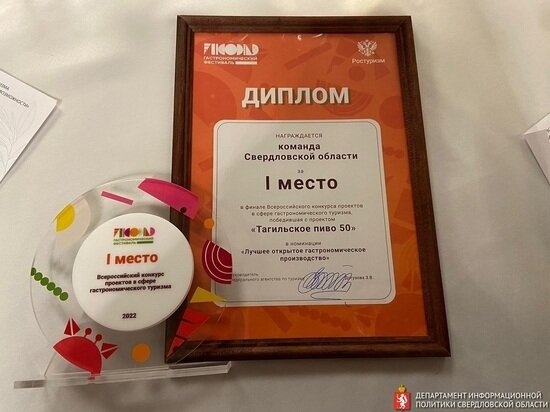 ГАСТРОНОМИЧЕСКИЙ
ФЕСТИВАЛЬ
Ростуризм
ДИПЛОМ
НАГРАЖДАЕТСЯ
команда
Свердловской области
за
I место
в финале Всероссийского конкурса проектов
в сфере гастрономического туризма,
победившая с проектом
«Тагильское пиво 50»
в номинации
«Лучшее открытое гастрономическое
производство»
ГАСТРОНОМИЧЕСКИЙ
ФЕСТИВАЛЬ
I место
Всероссийский конкурс
проектов в сфере
гастрономического туризма
2022
ДЕПАРТАМЕНТ ИНФОРМАЦИОННОЙ
ПОЛИТИКИ СВЕРДЛОВСКОЙ ОБЛАСТИ